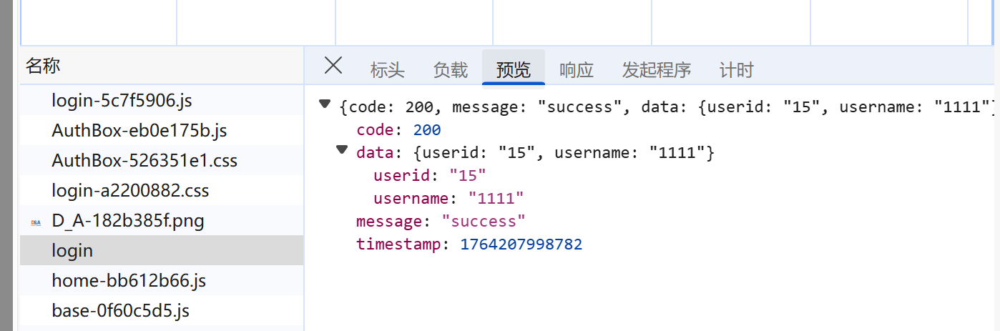 名称
login-5c7f5906.js
AuthBox-eb0e175b.js
AuthBox-526351e1.css
login-a2200882.css
D&A D_A-182b385f.png
login
home-bb612b66.js
base-0f60c5d5.js
标头 负载 预览 响应 发起程序 计时
{code: 200, message: "success", data: {userid: "15", username: "1111"}
code: 200
data: {userid: "15", username: "1111"}
userid: "15"
username: "1111"
message: "success"
timestamp: 1764207998782